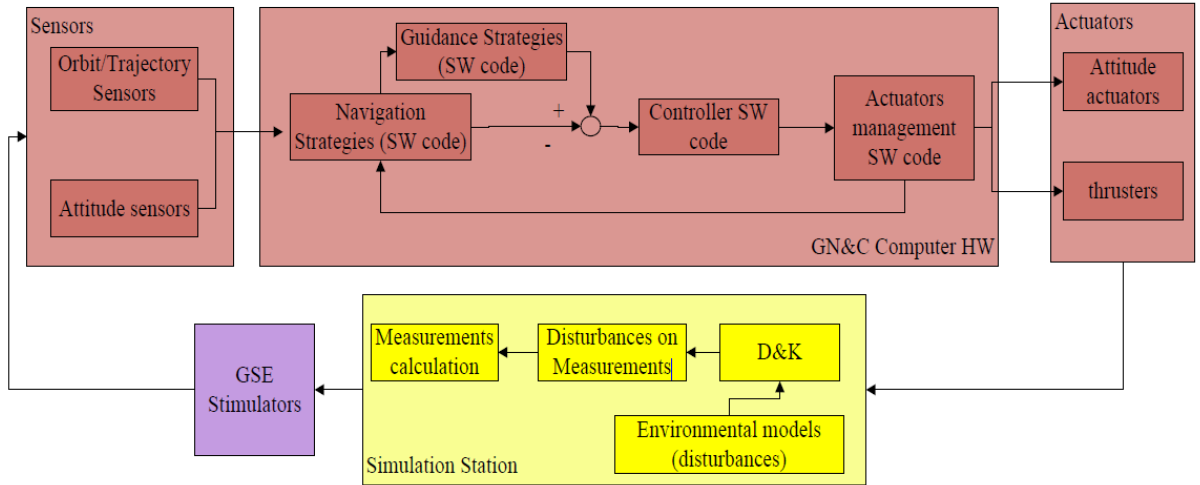 Sensors
Orbit/Trajectory
Sensors
Attitude sensors
Guidance Strategies
(SW code)
Navigation
Strategies (SW code)
+
-
Controller SW
code
Actuators
management
SW code
GN&C Computer HW
Actuators
Attitude
actuators
thrusters
GSE
Stimulators
Measurements
calculation
Disturbances on
Measurements
D&K
Environmental models
(disturbances)
Simulation Station